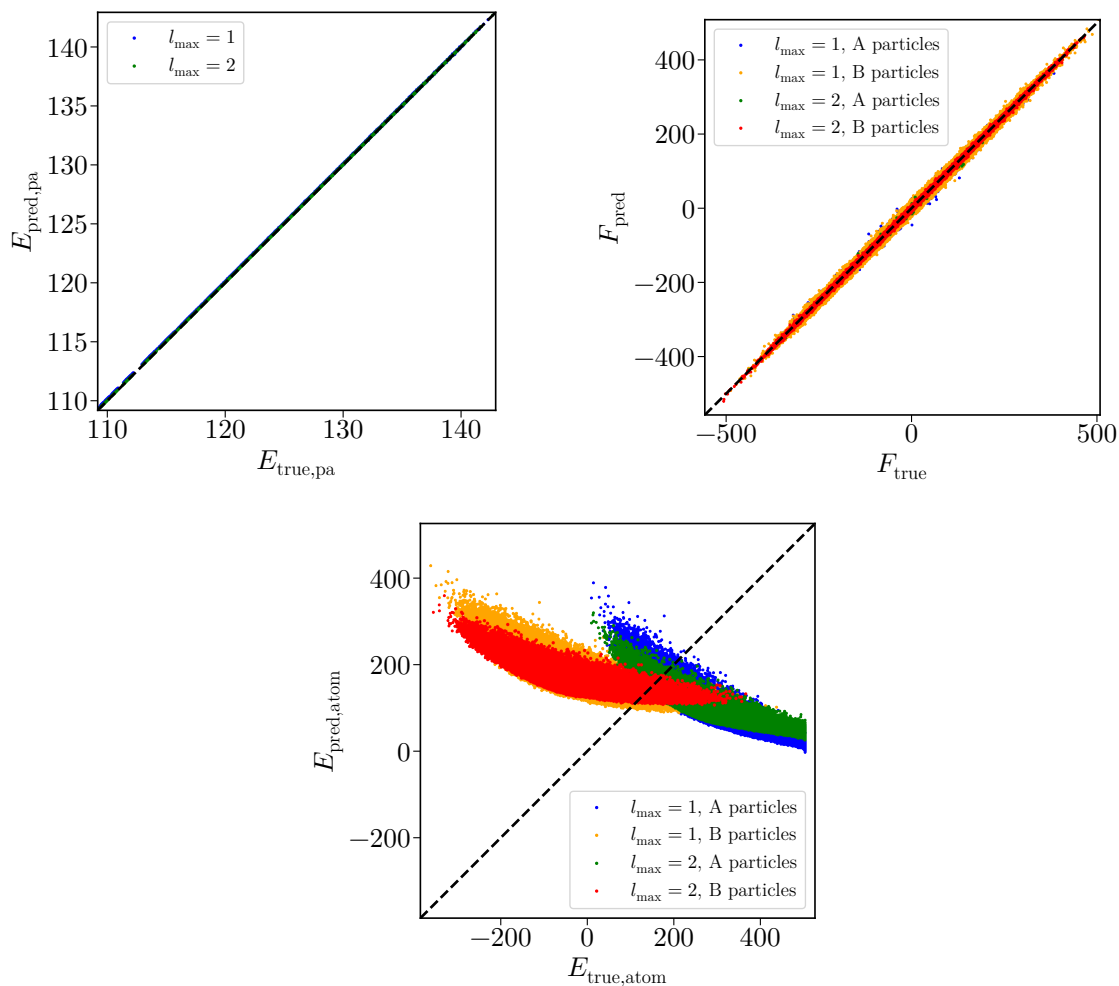 l_max = 1
l_max = 2
140
135
130
125
120
115
110
110
120
130
140
E_pred,pa
E_true,pa
l_max = 1, A particles
l_max = 1, B particles
l_max = 2, A particles
l_max = 2, B particles
400
200
0
−200
−400
−500
0
500
F_pred
F_true
400
200
0
−200
−200
0
200
400
E_pred,atom
E_true,atom
l_max = 1, A particles
l_max = 1, B particles
l_max = 2, A particles
l_max = 2, B particles